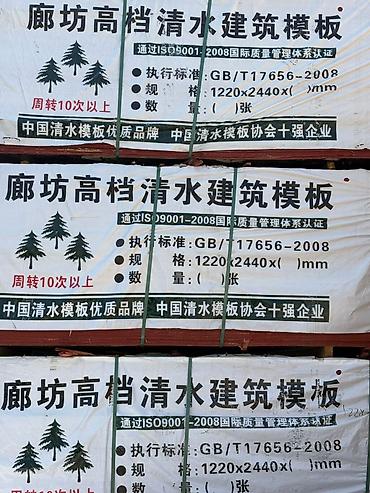 廊坊高档清水建筑模板
通过ISO9001-2008国际质量管理体系认证
●执行标准:GB/T17656-2008
●规 格:1220x2440x( )mm
●数 量:( )张
周转10次以上
中国清水模板优质品牌 中国清水模板协会十强企业
廊坊高档清水建筑模板
通过ISO9001-2008国际质量管理体系认证
●执行标准:GB/T17656-2008
●规 格:1220x2440x( )mm
●数 量:( )张
周转10次以上
中国清水模板优质品牌 中国清水模板协会十强企业
廊坊高档清水建筑模板
通过ISO9001-2008国际质量管理体系认证
●执行标准:GB/T17656-2008
●规 格:1220x2440x( )mm
●数 量:( )张
周转10次以上